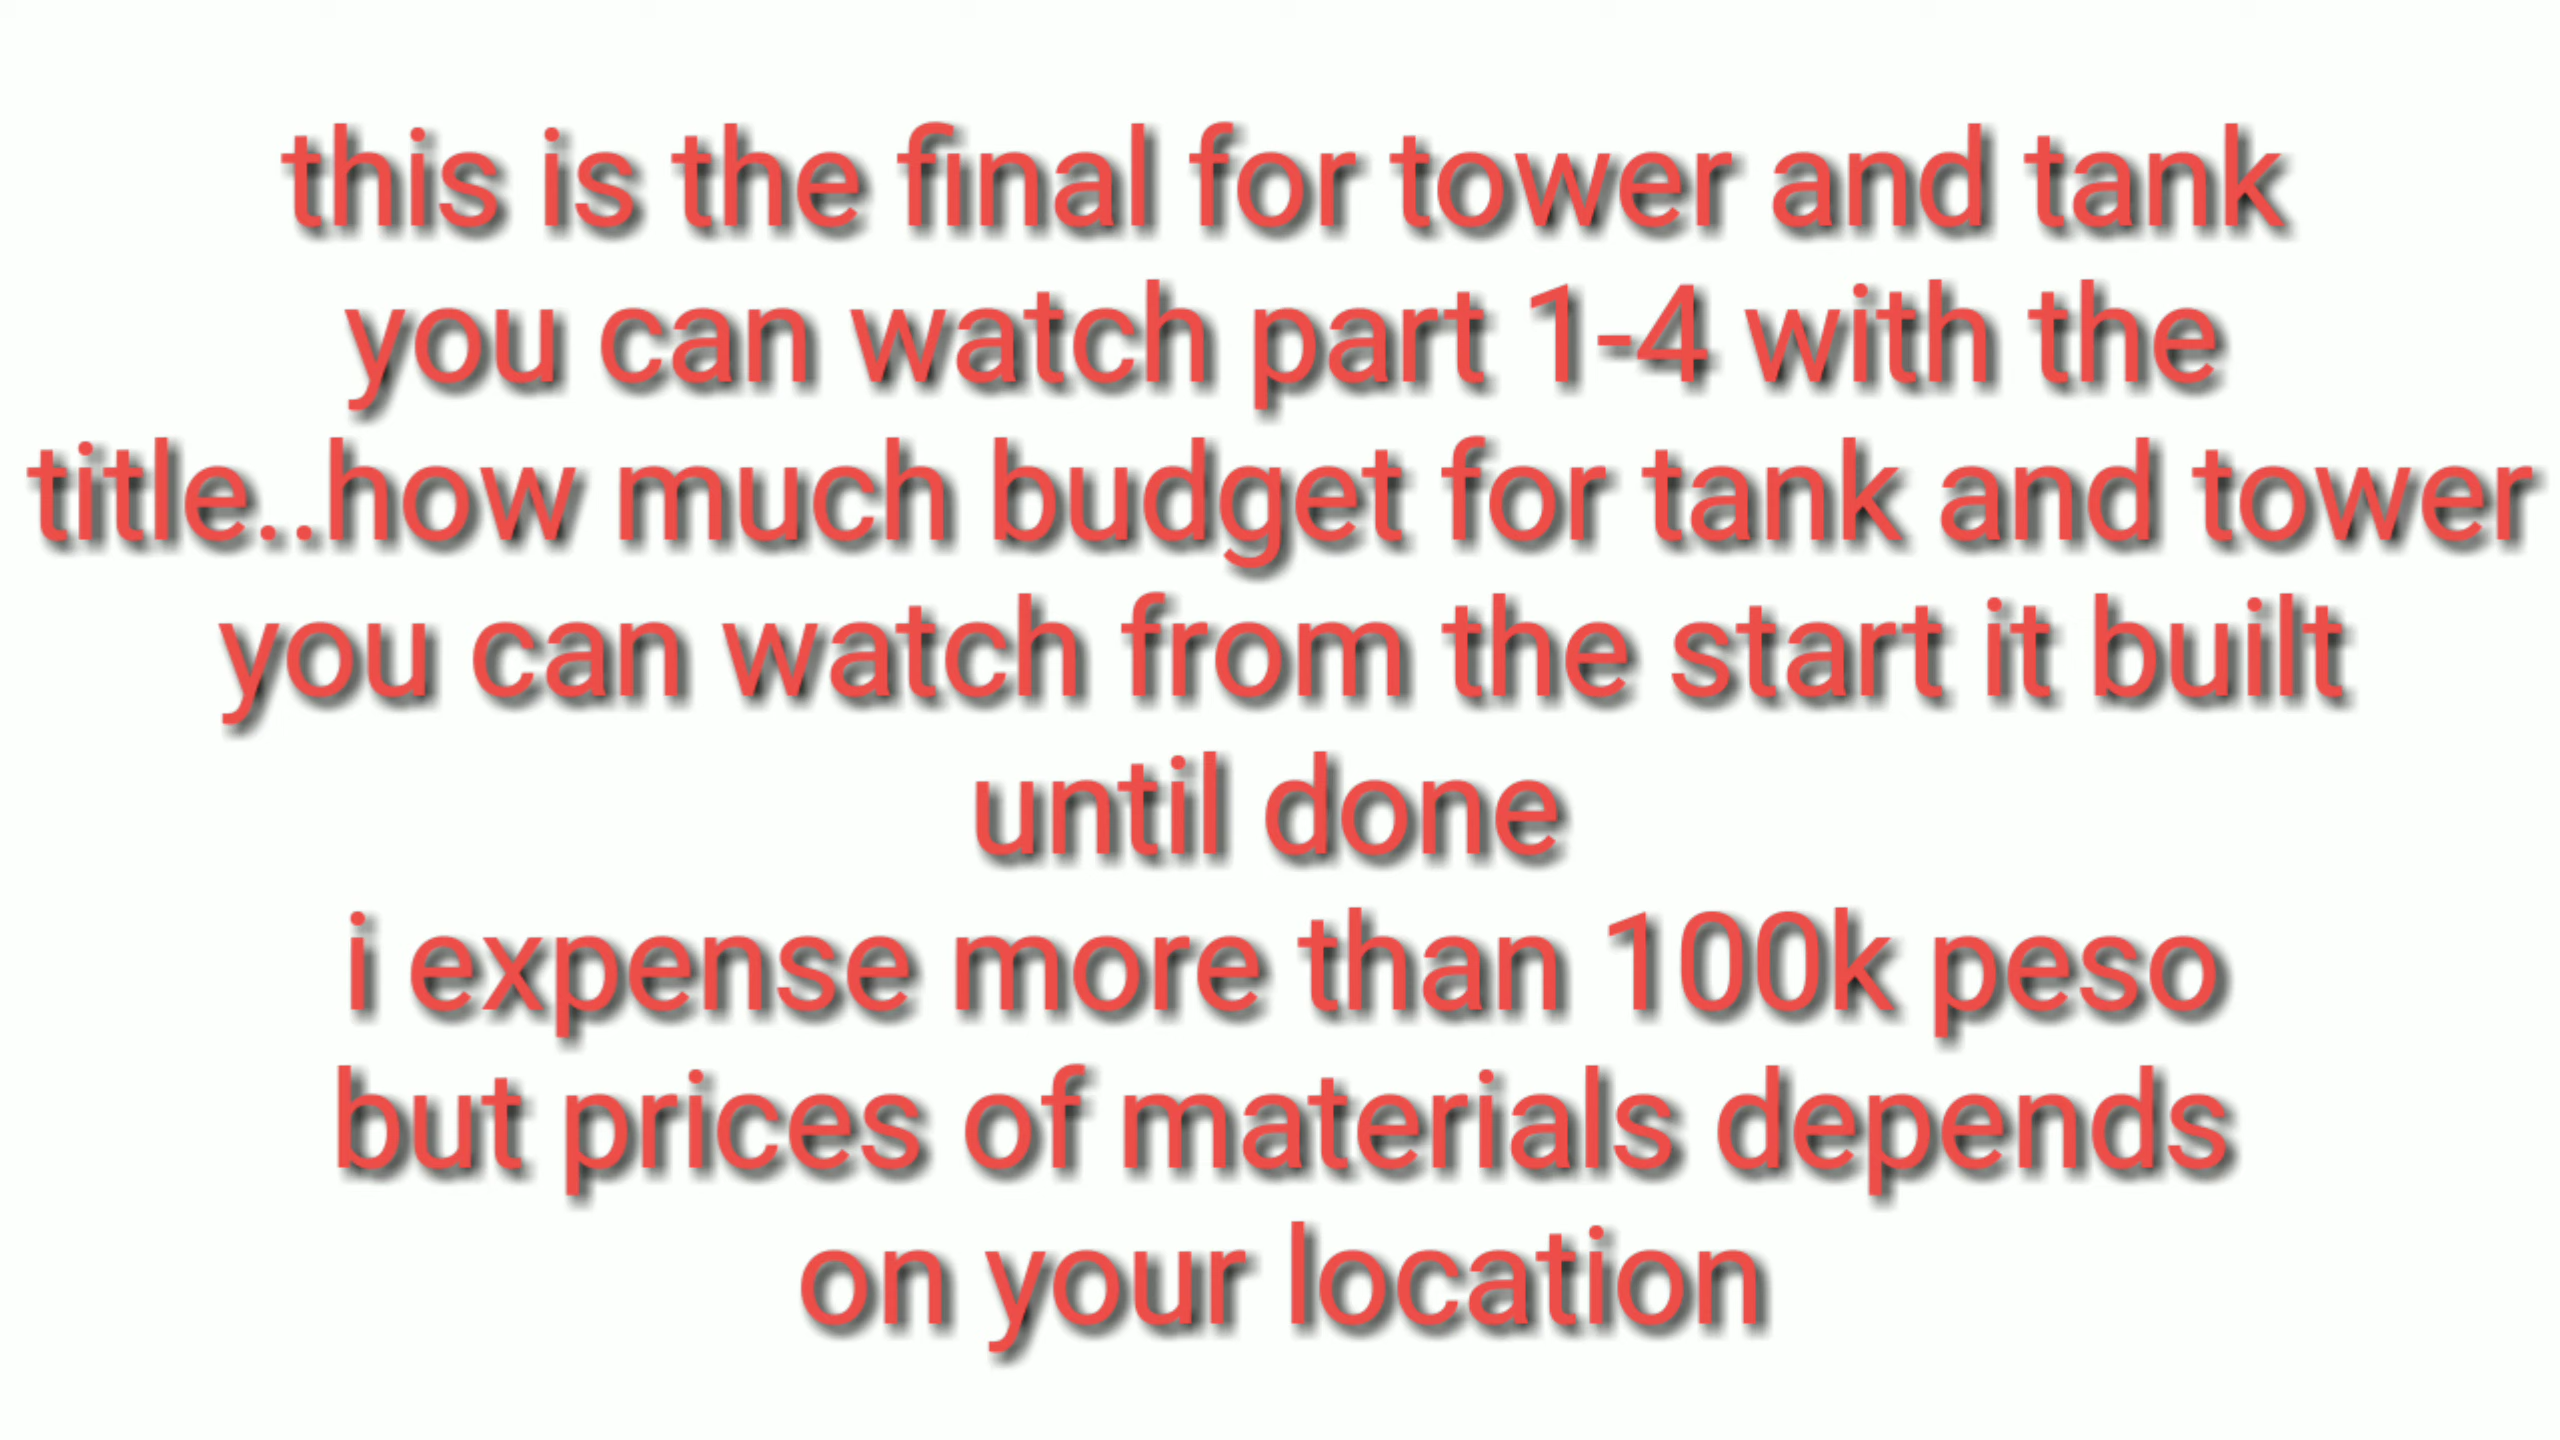 this is the final for tower and tank
you can watch part 1-4 with the
title..how much budget for tank and tower
you can watch from the start it built
until done
i expense more than 100k peso
but prices of materials depends
on your location